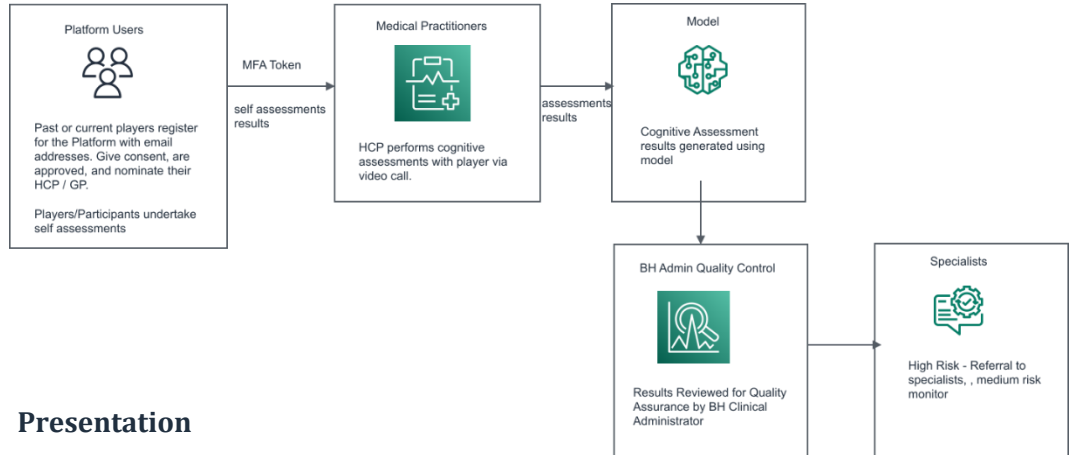 Platform Users
Past or current players register
for the Platform with email
addresses. Give consent, are
approved, and nominate their
HCP / GP.
Players/Participants undertake
self assessments
MFA Token
self assessments
results
Medical Practitioners
HCP performs cognitive
assessments with player via
video call.
assessments
results
Model
Cognitive Assessment
results generated using
model
BH Admin Quality Control
Results Reviewed for Quality
Assurance by BH Clinical
Administrator
Specialists
High Risk - Referral to
specialists, , medium risk
monitor
Presentation